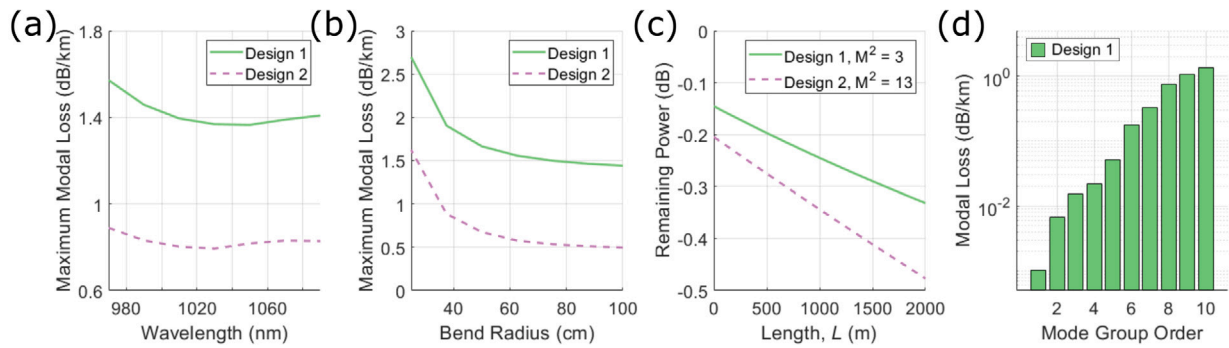 (a)
Maximum Modal Loss (dB/km)
1.8
1.4
1
0.6
980
1020
1060
Wavelength (nm)
Design 1
Design 2
(b)
Maximum Modal Loss (dB/km)
3
2.5
2
1.5
1
0.5
0
40
60
80
100
Bend Radius (cm)
Design 1
Design 2
(c)
Remaining Power (dB)
0
-0.1
-0.2
-0.3
-0.4
-0.5
0
500
1000
1500
2000
Length, L (m)
Design 1, M² = 3
Design 2, M² = 13
(d)
Modal Loss (dB/km)
10⁰
10⁻²
2
4
6
8
10
Mode Group Order
Design 1